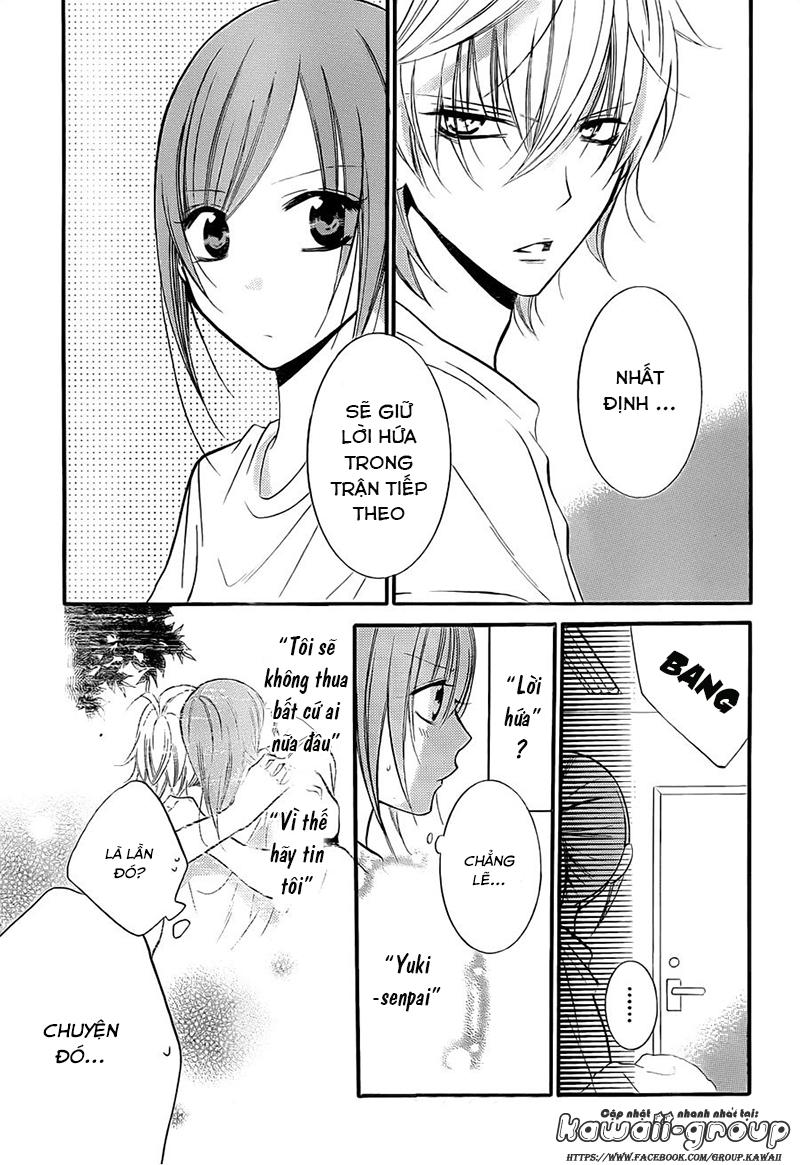 NHẤT
ĐỊNH ...
SẼ GIỮ
LỜI HỨA
TRONG
TRẬN TIẾP
THEO
BANG
........
"Lời
hứa"
?
CHẲNG
LẼ...
"Yuki
-senpai"
"Tôi sẽ
không thua
bất cứ ai
nữa đâu"
"Vì thế
hãy tin
tôi"
LÀ LẦN
ĐÓ?
CHUYỆN
ĐÓ...
Cập nhật nhanh nhất tại:
kawaii-group
HTTPS://WWW.FACEBOOK.COM/GROUP.KAWAII